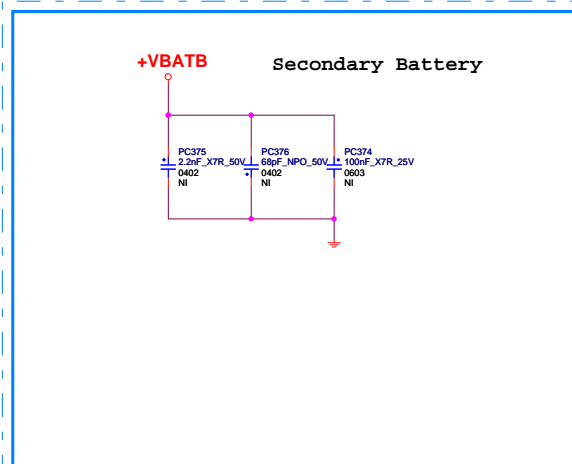 +VBATB
Secondary Battery
PC375
2.2nF_X7R_50V
0402
NI
PC376
68pF_NPO_50V
0402
NI
PC374
100nF_X7R_25V
0603
NI